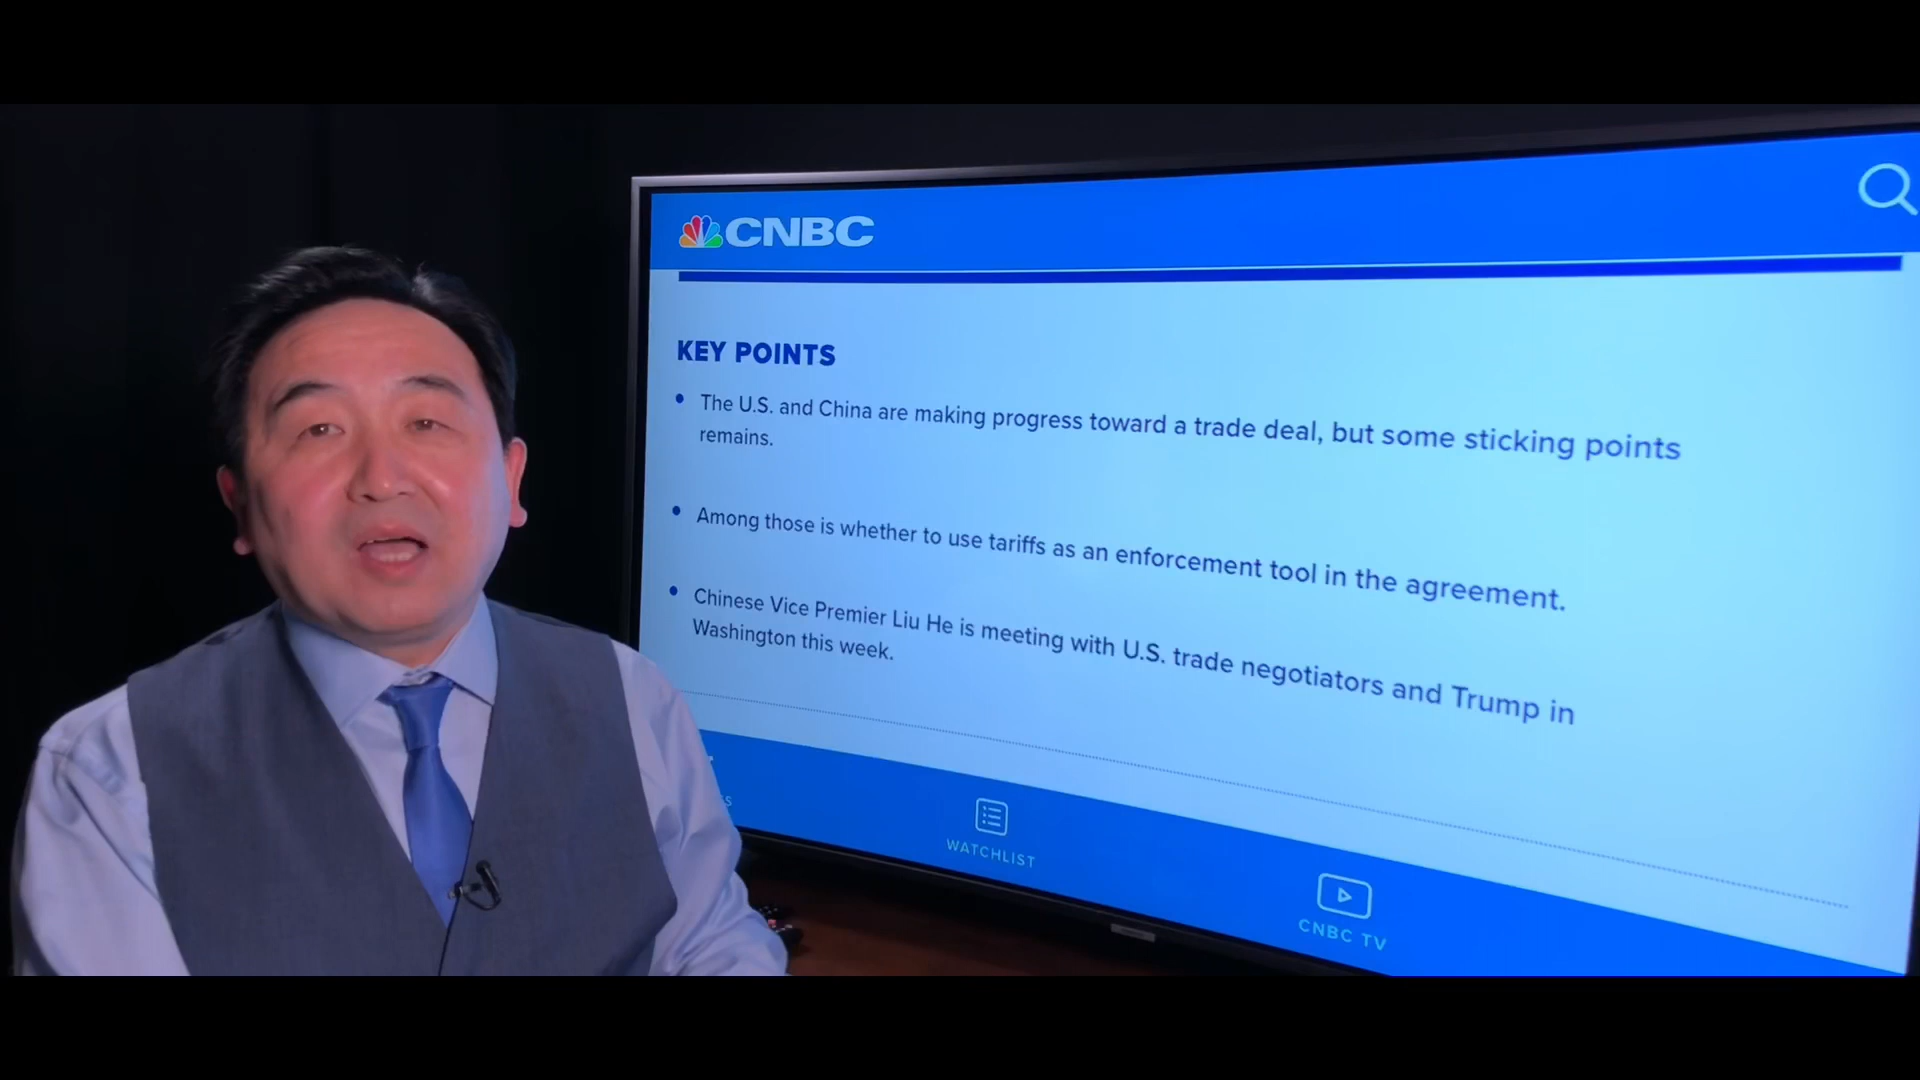 CNBC
KEY POINTS
The U.S. and China are making progress toward a trade deal, but some sticking points
remains.
Among those is whether to use tariffs as an enforcement tool in the agreement.
Chinese Vice Premier Liu He is meeting with U.S. trade negotiators and Trump in
Washington this week.
WATCHLIST
CNBC TV